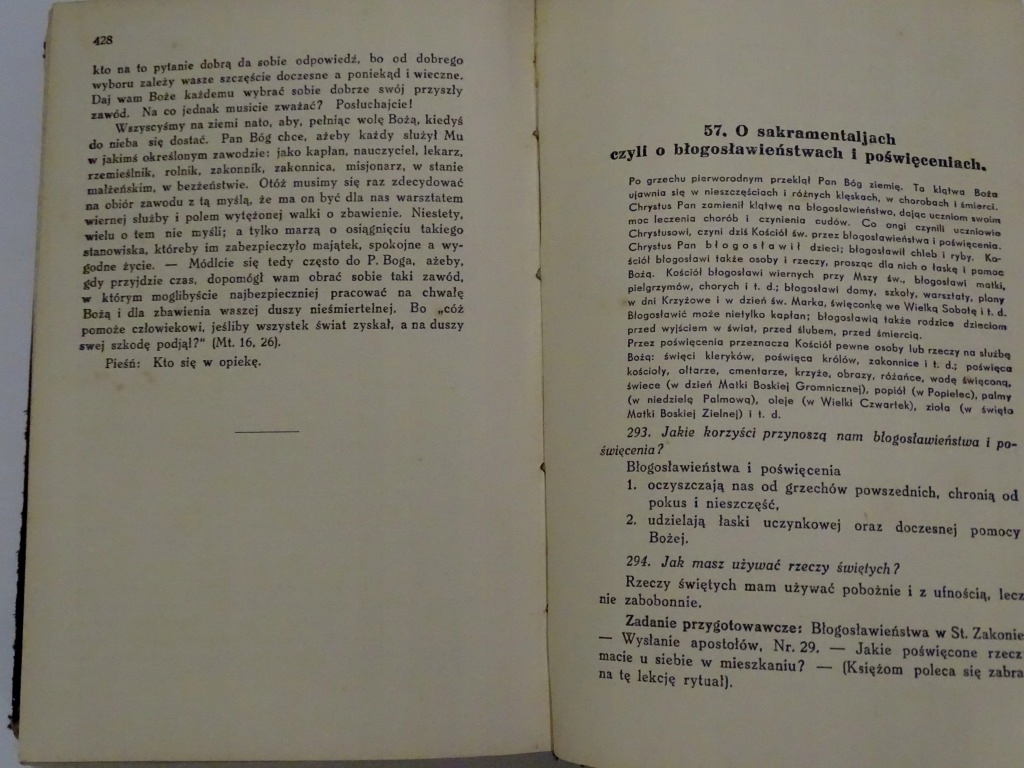 428
kto na to pytanie dobrą da sobie odpowiedź, bo od dobrego
wyboru zależy wasze szczęście doczesne a poniekąd i wieczne.
Daj wam Boże każdemu wybrać sobie dobrze swój przyszły
zawód. Na co jednak musicie zważać? Posłuchajcie!
Wszyscyśmy na ziemi nato, aby, pełniąc wolę Bożą, kiedyś
do nieba się dostać. Pan Bóg chce, ażeby każdy służył Mu
w jakimś określonym zawodzie: jako kapłan, nauczyciel, lekarz,
rzemieślnik, rolnik, zakonnik, zakonnica, misjonarz, w stanie
małżeńskim, w bezżeństwie. Otóż musimy się raz zdecydować
na obiór zawodu z tą myślą, że ma on być dla nas warsztatem
wiernej służby i polem wytężonej walki o zbawienie. Niestety,
wielu o tem nie myśli; a tylko marzą o osiągnięciu takiego
stanowiska, któreby im zabezpieczyło majątek, spokojne a wy-
godne życie. — Módlcie się tedy często do P. Boga, ażeby,
gdy przyjdzie czas, dopomógł wam obrać sobie taki zawód,
w którym moglibyście najbezpieczniej pracować na chwałę
Bożą i dla zbawienia waszej duszy nieśmiertelnej. Bo „cóż
pomoże człowiekowi, jeśliby wszystek świat zyskał, a na duszy
swej szkodę podjął?" (Mt. 16, 26).
Pieśń: Kto się w opiekę.
57. O sakramentaljach
czyli o błogosławieństwach i poświęceniach.
Po grzechu pierworodnym przeklął Pan Bóg ziemię. Ta klątwa Boża
ujawnia się w nieszczęściach i różnych klęskach, w chorobach i śmierci.
Chrystus Pan zamienił klątwę na błogosławieństwo, dając uczniom swoim
moc leczenia chorób i czynienia cudów. Co ongi czynili uczniowie
Chrystusowi, czyni dziś Kościół św. przez błogosławieństwa i poświęcenia.
Chrystus Pan błogosławił dzieci; błogosławił chleb i ryby. Ko-
ściół błogosławi także osoby i rzeczy, prosząc dla nich o łaskę i pomoc
Bożą. Kościół błogosławi wiernych przy Mszy św., błogosławi matki,
pielgrzymów, chorych i t. d.; błogosławi domy, szkoły, warsztaty, plony
w dni Krzyżowe i w dzień św. Marka, święconkę we Wielką Sobotę i t. d.
Błogosławić może nietylko kapłan; błogosławią także rodzice dzieciom
przed wyjściem w świat, przed ślubem, przed śmiercią.
Przez poświęcenia przeznacza Kościół pewne osoby lub rzeczy na służbę
Bożą: święci kleryków, poświęca królów, zakonnice i t. d.; poświęca
kościoły, ołtarze, cmentarze, krzyże, obrazy, różańce, wodę święconą,
świece (w dzień Matki Boskiej Gromnicznej), popiół (w Popielec), palmy
(w niedzielę Palmową), oleje (w Wielki Czwartek), zioła (w święto
Matki Boskiej Zielnej) i t. d.
293. Jakie korzyści przynoszą nam błogosławieństwa i po-
święcenia?
Błogosławieństwa i poświęcenia
1. oczyszczają nas od grzechów powszednich, chronią od
pokus i nieszczęść,
2. udzielają łaski uczynkowej oraz doczesnej pomocy
Bożej.
294. Jak masz używać rzeczy świętych?
Rzeczy świętych mam używać pobożnie i z ufnością, lecz
nie zabobonnie.
Zadanie przygotowawcze: Błogosławieństwa w St. Zakonie
— Wysłanie apostołów, Nr. 29. — Jakie poświęcone rzecz
macie u siebie w mieszkaniu? — (Księżom poleca się zabra
na tę lekcję rytuał).